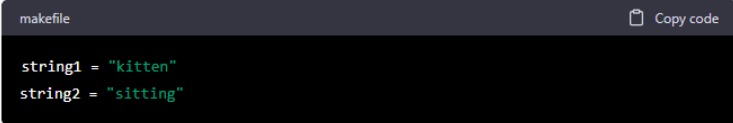 makefile
Copy code
string1 = "kitten"
string2 = "sitting"